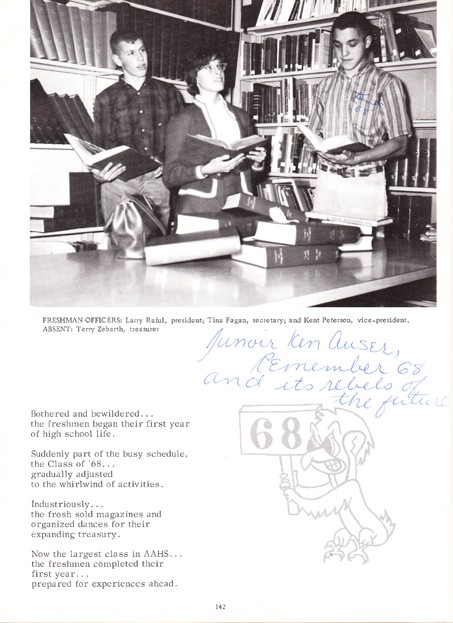 FRESHMAN OFFICERS: Larry Raful, president; Tina Fagan, secretary; and Kent Peterson, vice-president.
ABSENT: Terry Zebarth, treasurer
Junoir Ken Auser,
Remember 68
and its rebels of
the future
68
Bothered and bewildered...
the freshmen began their first year
of high school life.
Suddenly part of the busy schedule,
the Class of '68...
gradually adjusted
to the whirlwind of activities.
Industriously...
the frosh sold magazines and
organized dances for their
expanding treasury.
Now the largest class in AAHS...
the freshmen completed their
first year...
prepared for experiences ahead.
142